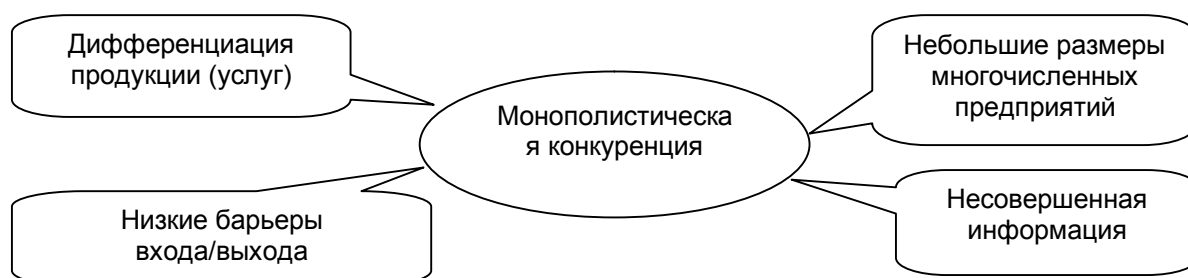 Дифференциация
продукции (услуг)
Небольшие размеры
многочисленных
предприятий
Монополистическа
я конкуренция
Низкие барьеры
входа/выхода
Несовершенная
информация